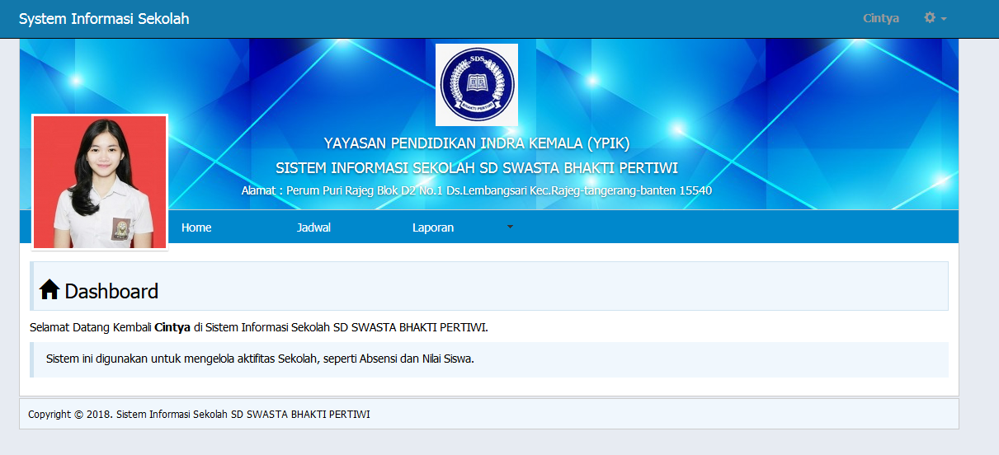 System Informasi Sekolah
Cintya
SDS
BHAKTI PERTIWI
YAYASAN PENDIDIKAN INDRA KEMALA (YPIK)
SISTEM INFORMASI SEKOLAH SD SWASTA BHAKTI PERTIWI
Alamat : Perum Puri Rajeg Blok D2 No.1 Ds.Lembangsari Kec.Rajeg-tangerang-banten 15540
Home
Jadwal
Laporan
Dashboard
Selamat Datang Kembali Cintya di Sistem Informasi Sekolah SD SWASTA BHAKTI PERTIWI.
Sistem ini digunakan untuk mengelola aktifitas Sekolah, seperti Absensi dan Nilai Siswa.
Copyright © 2018. Sistem Informasi Sekolah SD SWASTA BHAKTI PERTIWI